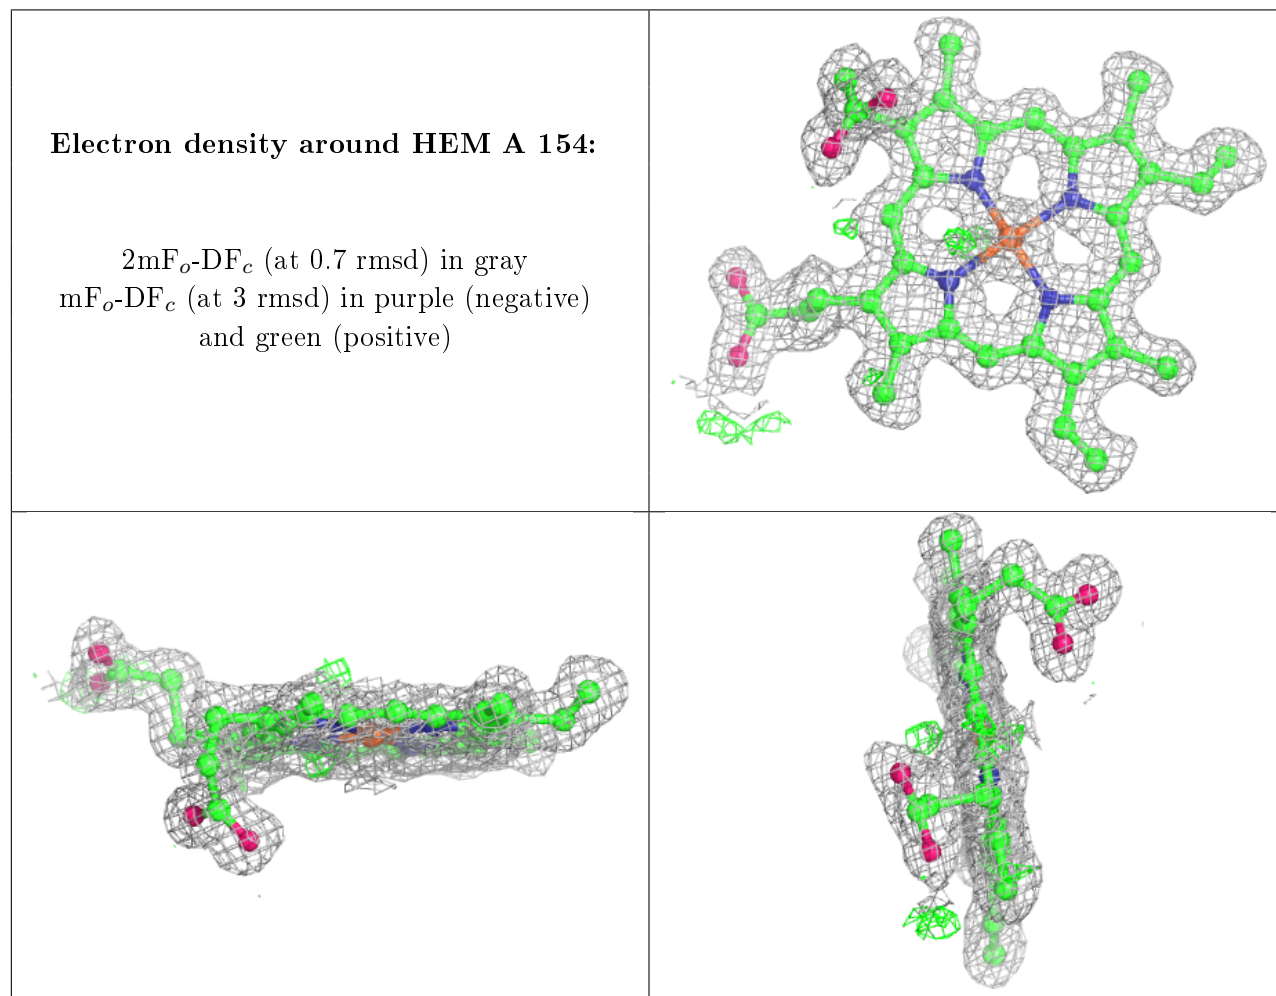 Electron density around HEM A 154:
2mFₒ-DF𝒸 (at 0.7 rmsd) in gray
mFₒ-DF𝒸 (at 3 rmsd) in purple (negative)
and green (positive)